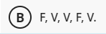 B F, V, V, F, V.